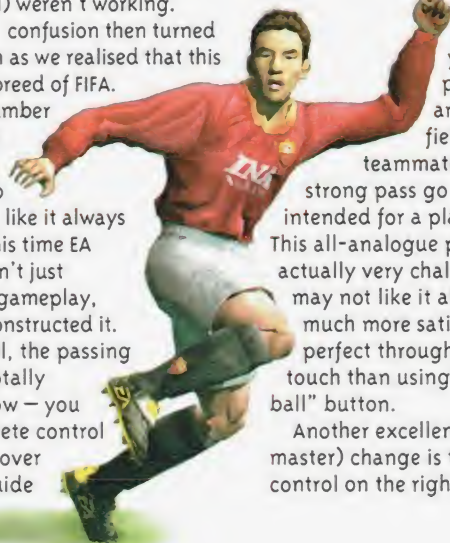 weren't working.
confusion then turned
as we realised that this
breed of FIFA.
mber
like it always
his time EA
n't just
gameplay,
onstructed it.
l, the passing
otally
ow — you
ete control
over
uide
p
ar
fie
teammat
strong pass go
intended for a pla
This all-analogue p
actually very chal
may not like it a
much more sati
perfect through
touch than using
ball" button.
Another excellen
master) change is t
control on the righ